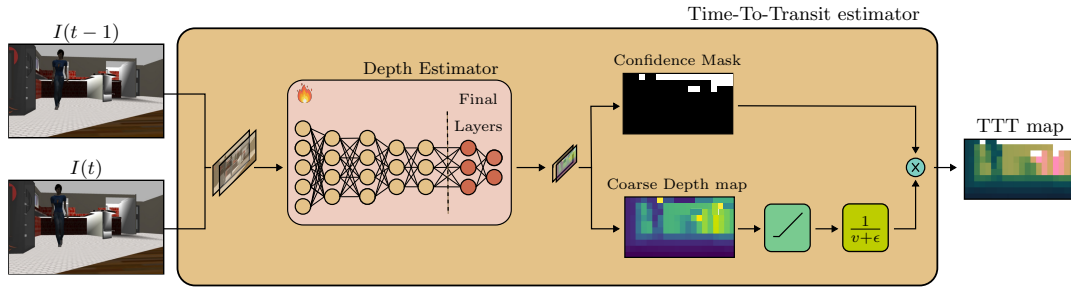 Time-To-Transit estimator
I(t − 1)
Depth Estimator
Confidence Mask
Final
Layers
TTT map
I(t)
Coarse Depth map
×
1
v+ϵ